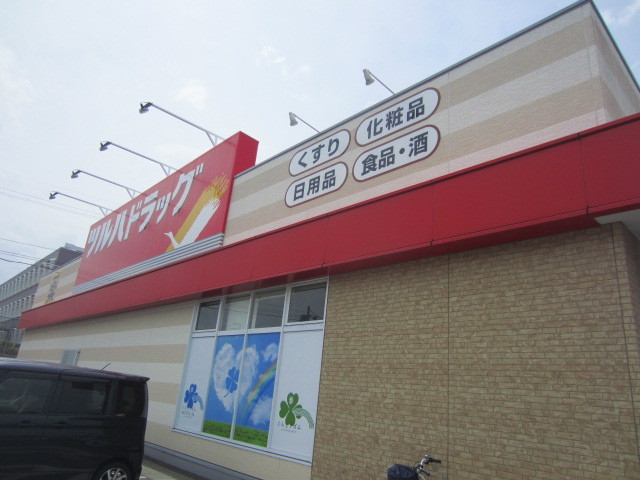 ツルハドラッグ
くすり
化粧品
日用品
食品・酒